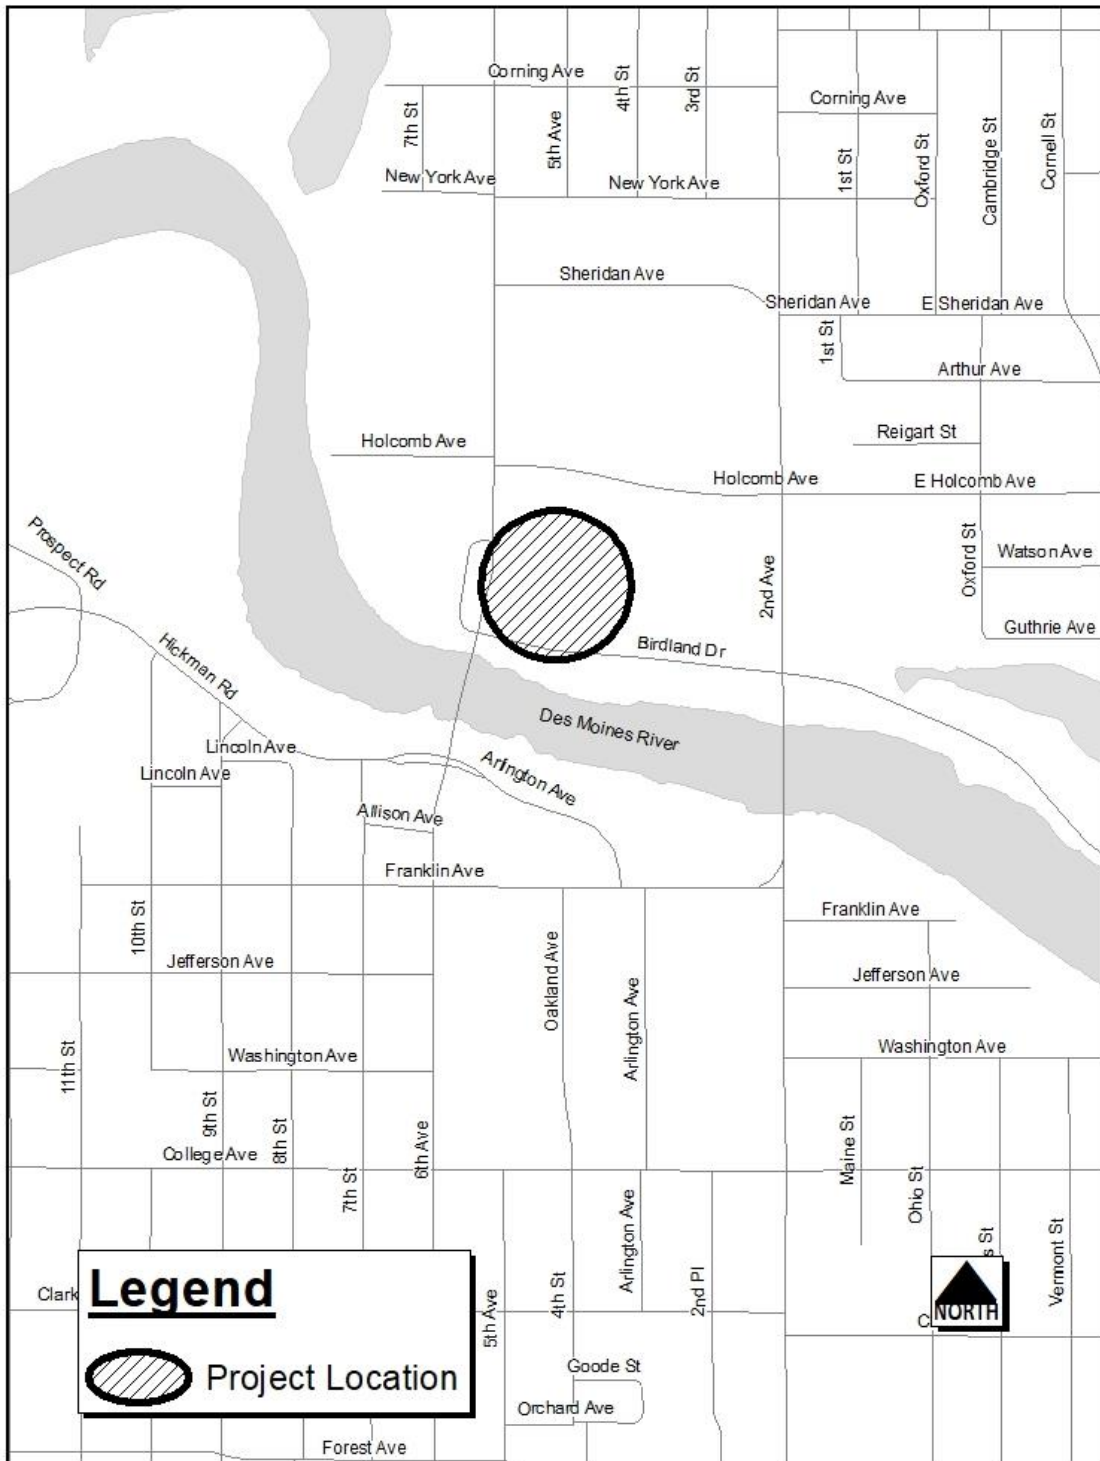 Corning Ave
4th St
3rd St
7th St
5th Ave
Corning Ave
1st St
Oxford St
Cambridge St
Cornell St
New York Ave
New York Ave
Sheridan Ave
Sheridan Ave
E Sheridan Ave
1st St
Arthur Ave
Holcomb Ave
Reigart St
Holcomb Ave
E Holcomb Ave
Prospect Rd
2nd Ave
Oxford St
Watson Ave
Guthrie Ave
Hickman Rd
Birdland Dr
Des Moines River
Lincoln Ave
Lincoln Ave
Arlington Ave
Allison Ave
Franklin Ave
10th St
Franklin Ave
Jefferson Ave
Oakland Ave
Arlington Ave
Jefferson Ave
11th St
Washington Ave
Washington Ave
9th St
8th St
College Ave
7th St
6th Ave
Maine St
Ohio St
s St
Vermont St
Arlington Ave
Clark
5th Ave
4th St
2nd Pl
C
NORTH
Legend
Project Location
Goode St
Orchard Ave
Forest Ave